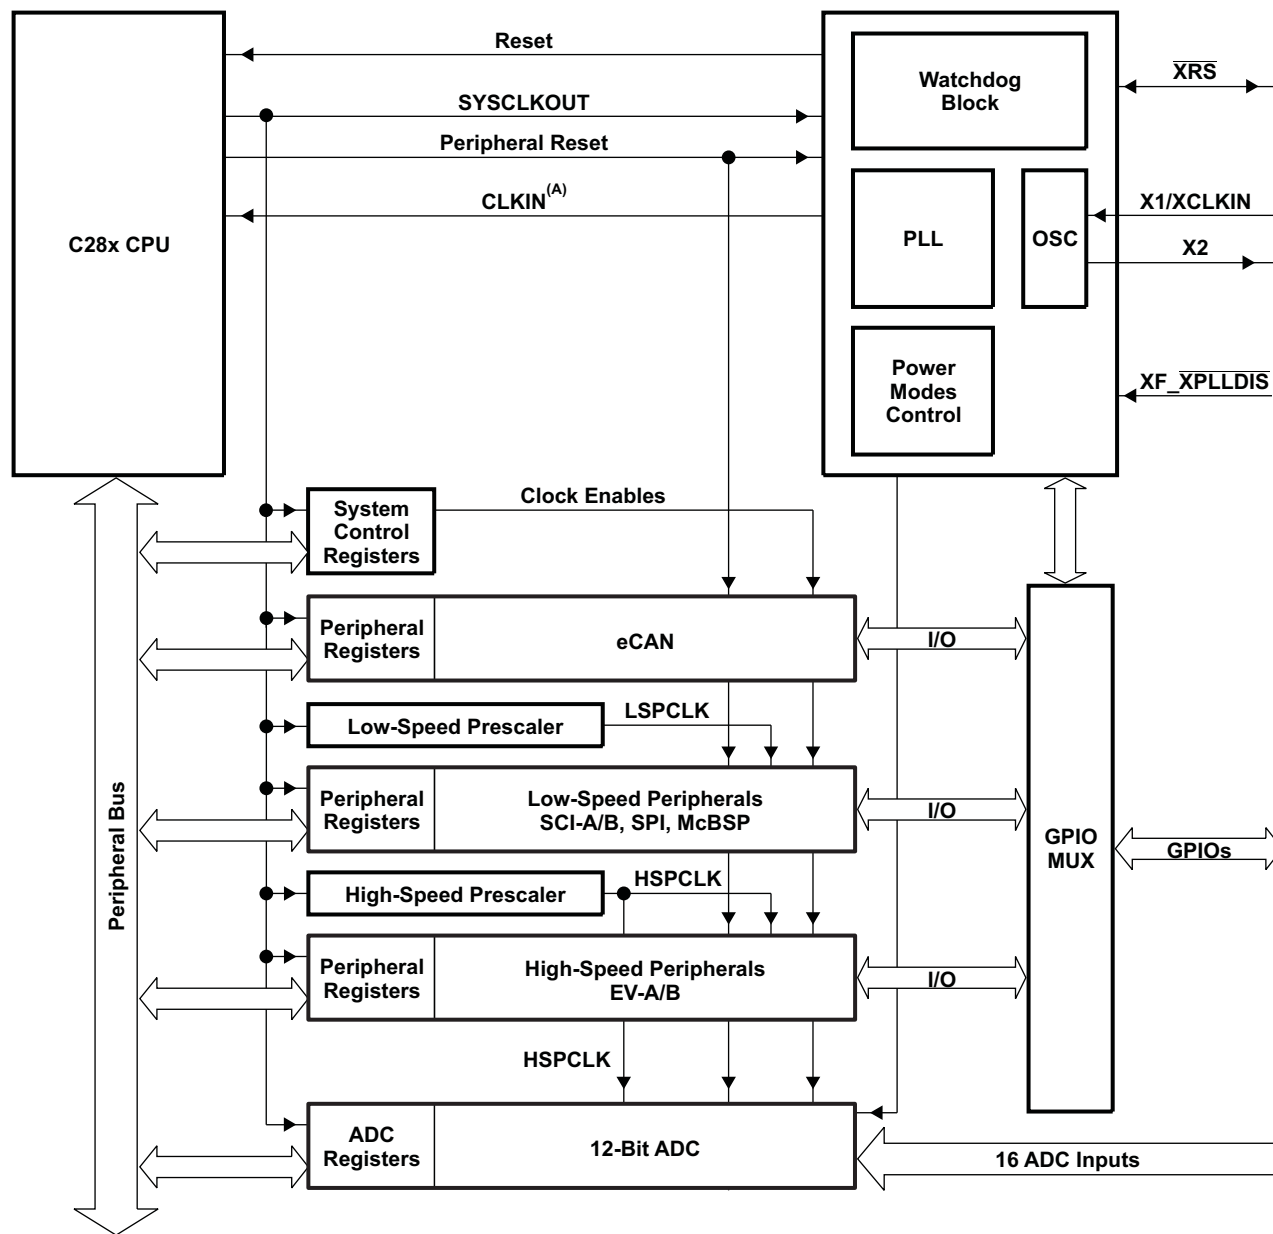 Reset
Watchdog
Block
XRS
SYSCLKOUT
Peripheral Reset
CLKIN(A)
X1/XCLKIN
C28x CPU
PLL
OSC
X2
Power
Modes
Control
XF_XPLLDIS
System
Control
Registers
Clock Enables
Peripheral
Registers
eCAN
I/O
Low-Speed Prescaler
LSPCLK
Peripheral Bus
Peripheral
Registers
Low-Speed Peripherals
SCI-A/B, SPI, McBSP
I/O
GPIO
MUX
GPIOs
High-Speed Prescaler
HSPCLK
Peripheral
Registers
High-Speed Peripherals
EV-A/B
I/O
HSPCLK
ADC
Registers
12-Bit ADC
16 ADC Inputs